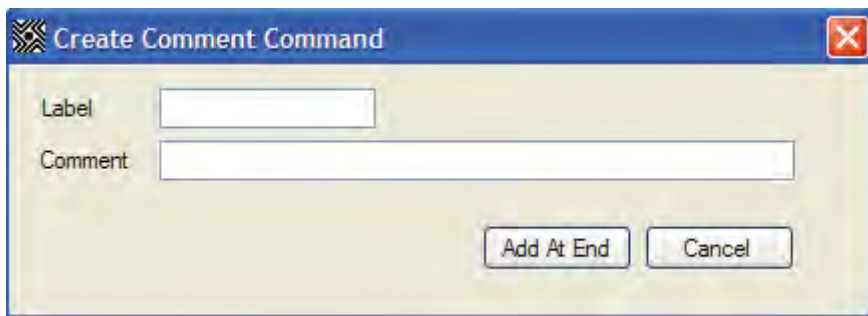 Create Comment Command
Label
Comment
Add At End Cancel